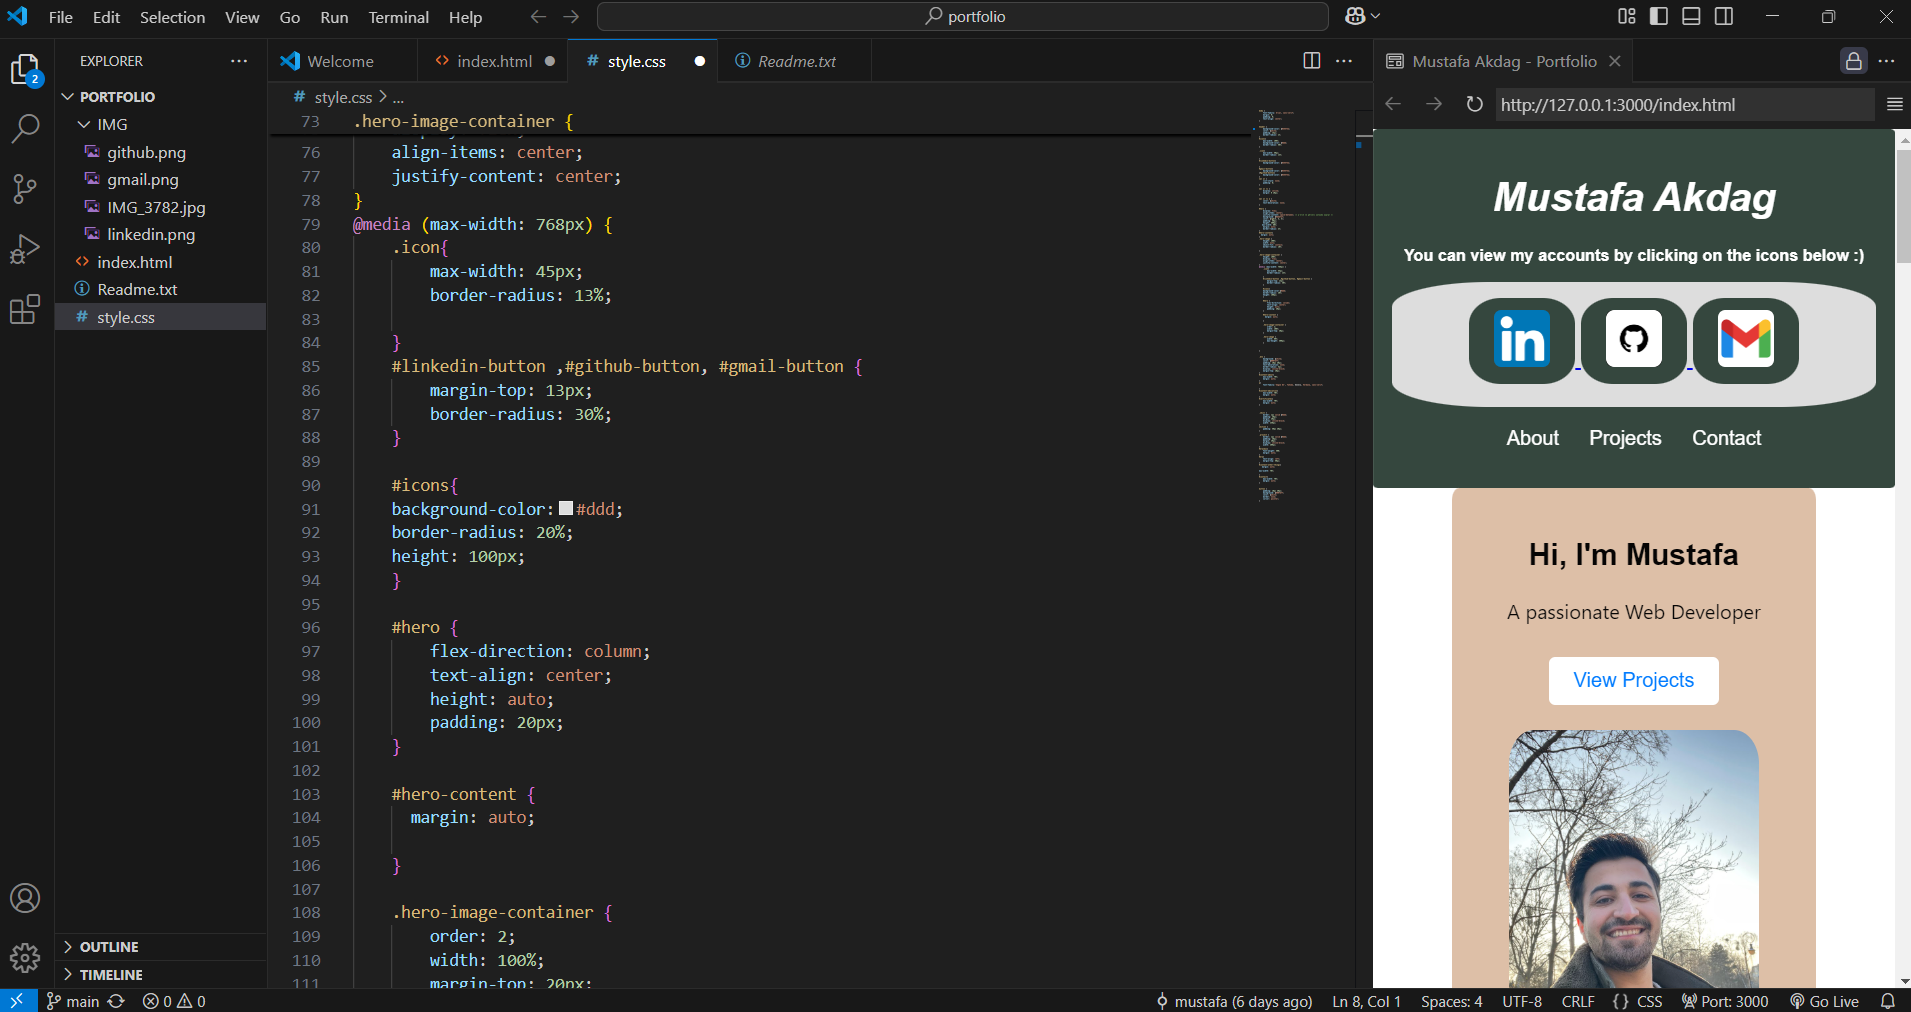 File Edit Selection View Go Run Terminal Help
portfolio
EXPLORER
PORTFOLIO
IMG
github.png
gmail.png
IMG_3782.jpg
linkedin.png
index.html
Readme.txt
style.css
OUTLINE
TIMELINE
2
Welcome index.html style.css Readme.txt
# style.css > ...
73 .hero-image-container {
76 align-items: center;
77 justify-content: center;
78 }
79 @media (max-width: 768px) {
80 .icon{
81 max-width: 45px;
82 border-radius: 13%;
83
84 }
85 #linkedin-button ,#github-button, #gmail-button {
86 margin-top: 13px;
87 border-radius: 30%;
88 }
89
90 #icons{
91 background-color: #ddd;
92 border-radius: 20%;
93 height: 100px;
94 }
95
96 #hero {
97 flex-direction: column;
98 text-align: center;
99 height: auto;
100 padding: 20px;
101 }
102
103 #hero-content {
104 margin: auto;
105
106 }
107
108 .hero-image-container {
109 order: 2;
110 width: 100%;
111 margin-top: 20px;
Mustafa Akdag - Portfolio
http://127.0.0.1:3000/index.html
Mustafa Akdag
You can view my accounts by clicking on the icons below :)
in
About Projects Contact
Hi, I'm Mustafa
A passionate Web Developer
View Projects
main 0 0 mustafa (6 days ago) Ln 8, Col 1 Spaces: 4 UTF-8 CRLF {} CSS Port: 3000 Go Live